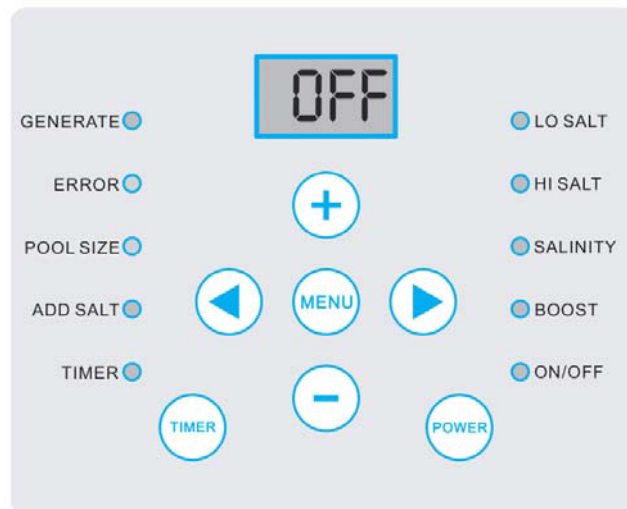 OFF
GENERATE
LO SALT
ERROR
HI SALT
+
POOL SIZE
SALINITY
ADD SALT
MENU
BOOST
TIMER
ON/OFF
−
TIMER
POWER